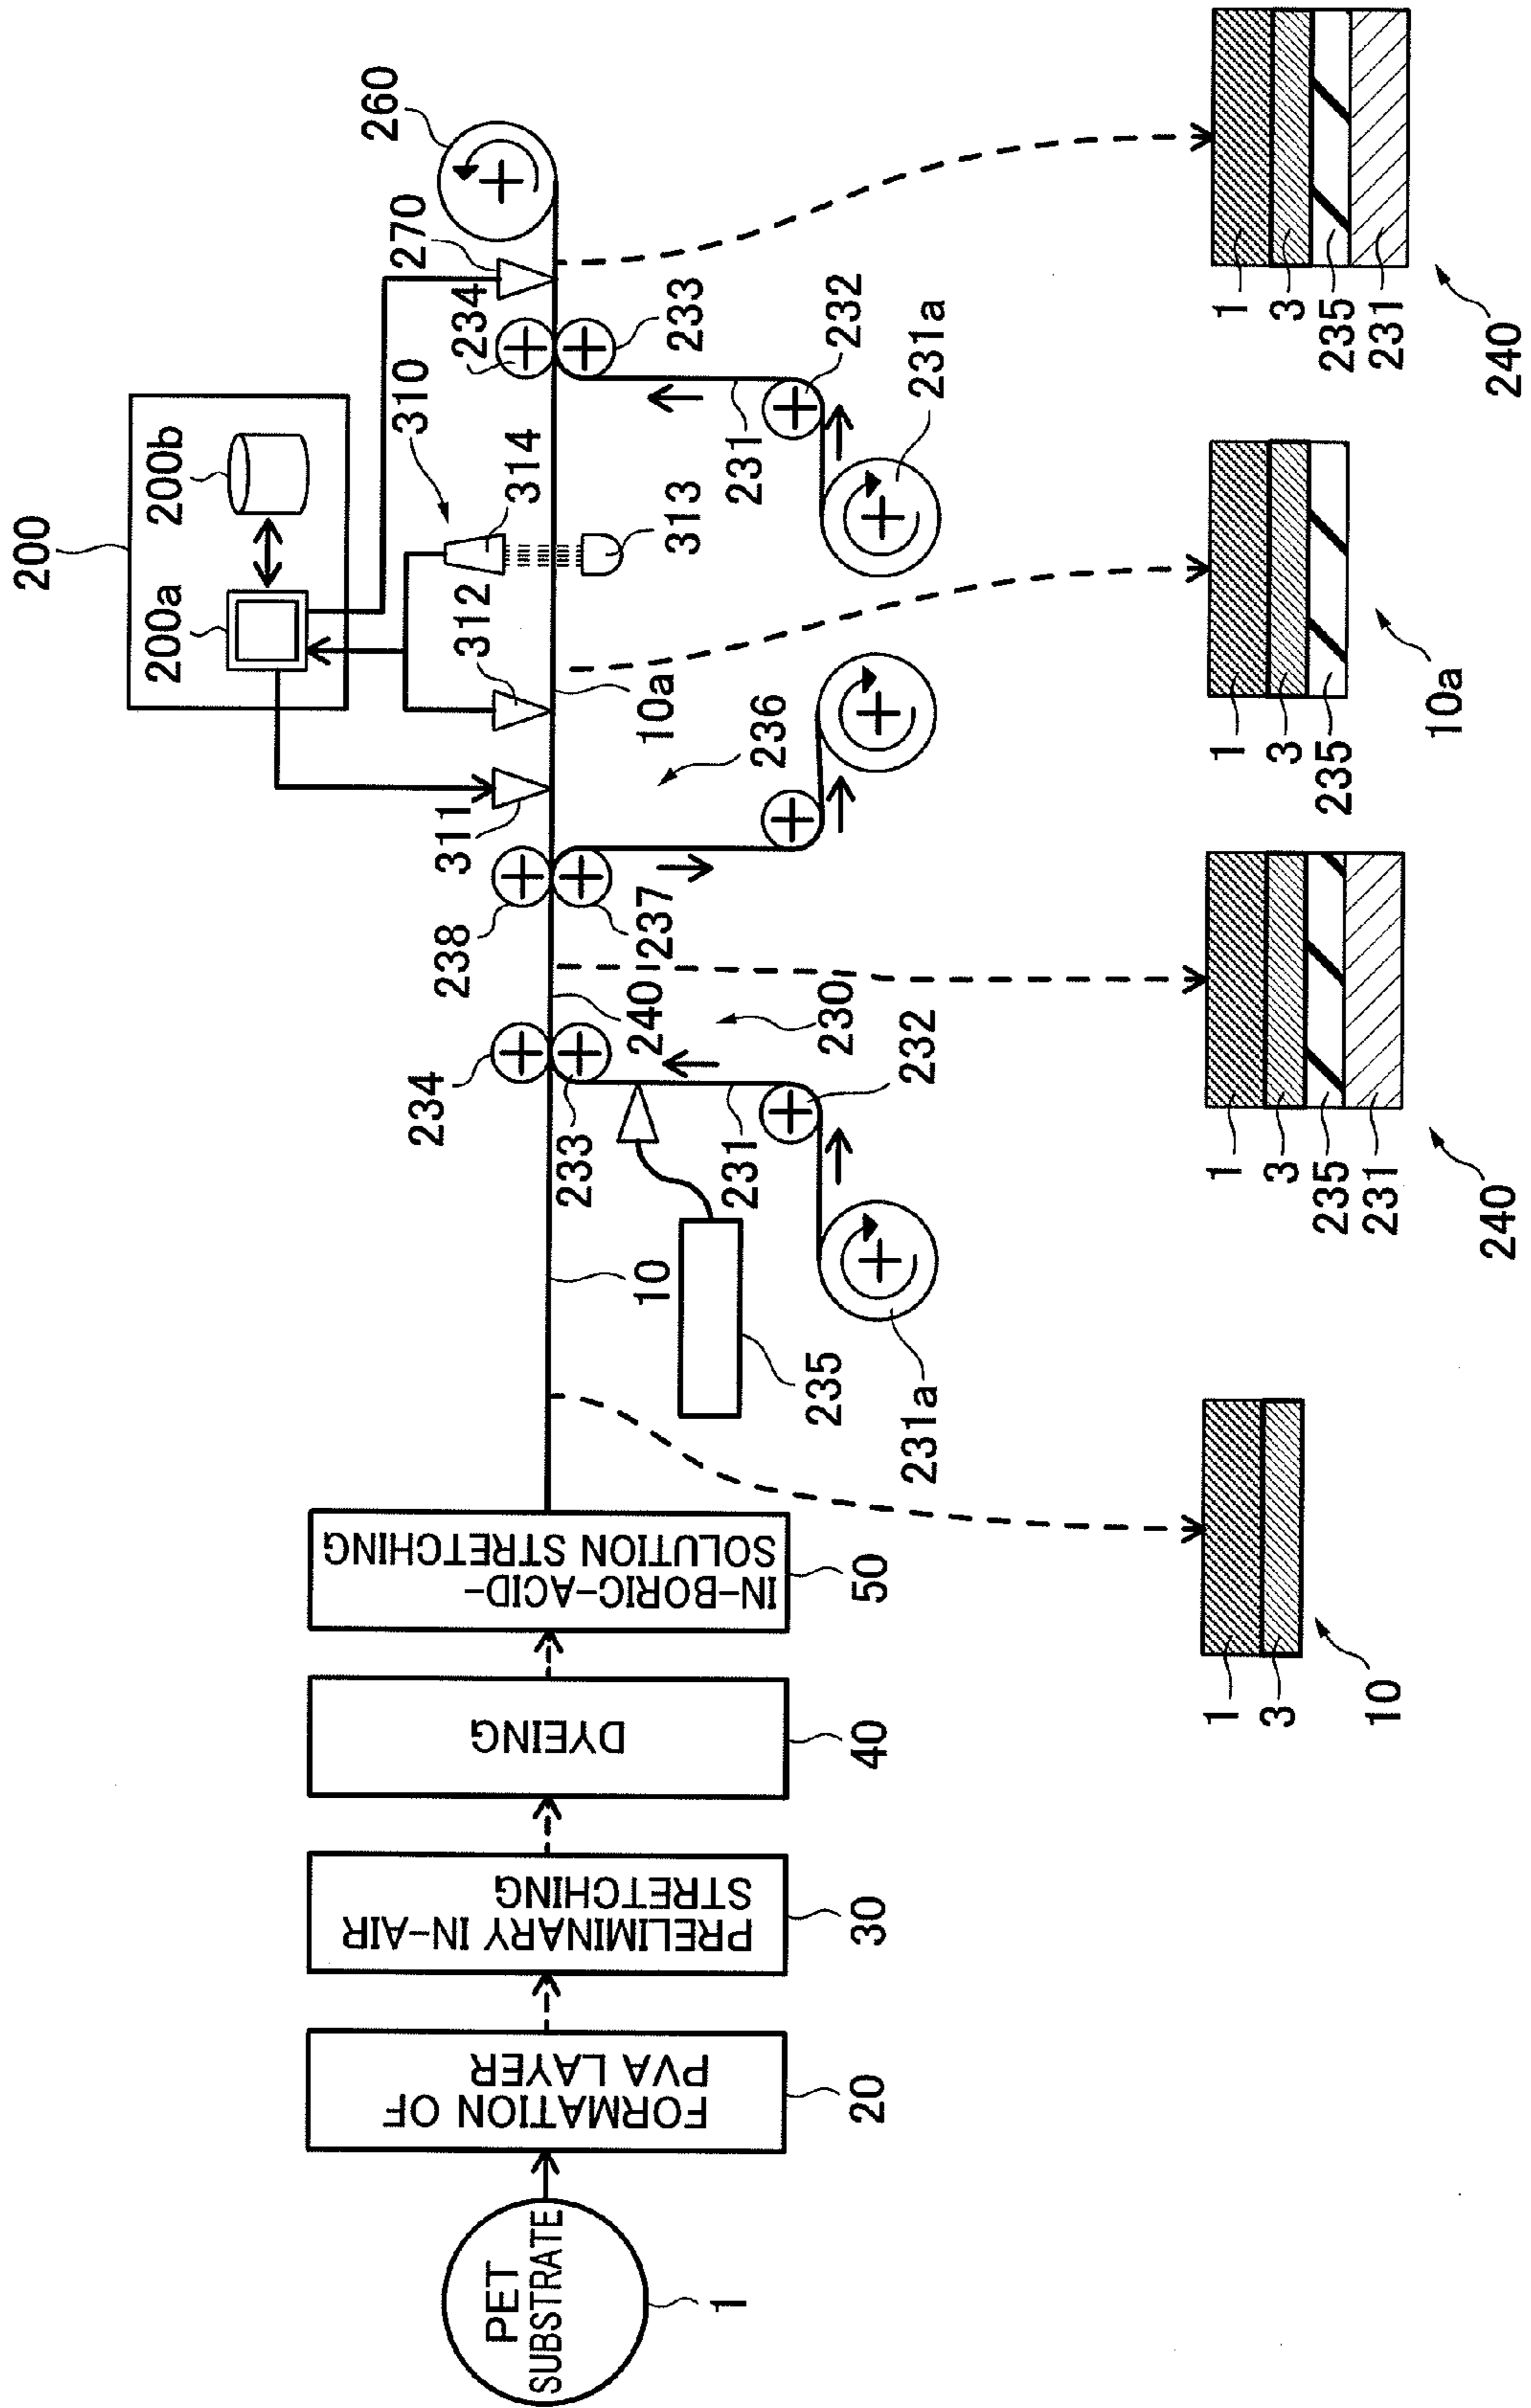 200
200a
200b
260
310
270
234
314
312
311
238
234
233
232
231
231a
313
10a
236
237
240
230
232
231
233
10
235
231a
PET
SUBSTRATE
1
FORMATION OF
PVA LAYER
20
PRELIMINARY IN-AIR
STRETCHING
30
DYEING
40
IN-BORIC-ACID-
SOLUTION STRETCHING
50
1
3
10
1
3
235
231
240
1
3
235
10a
1
3
235
231
240